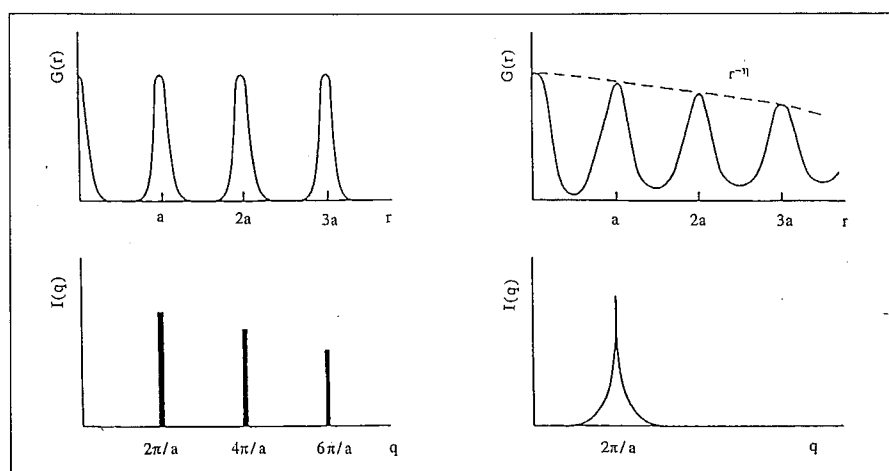 G(r)
a 2a 3a r
G(r)
r⁻ᑎ
a 2a 3a r
I(q)
2π/a 4π/a 6π/a q
I(q)
2π/a q